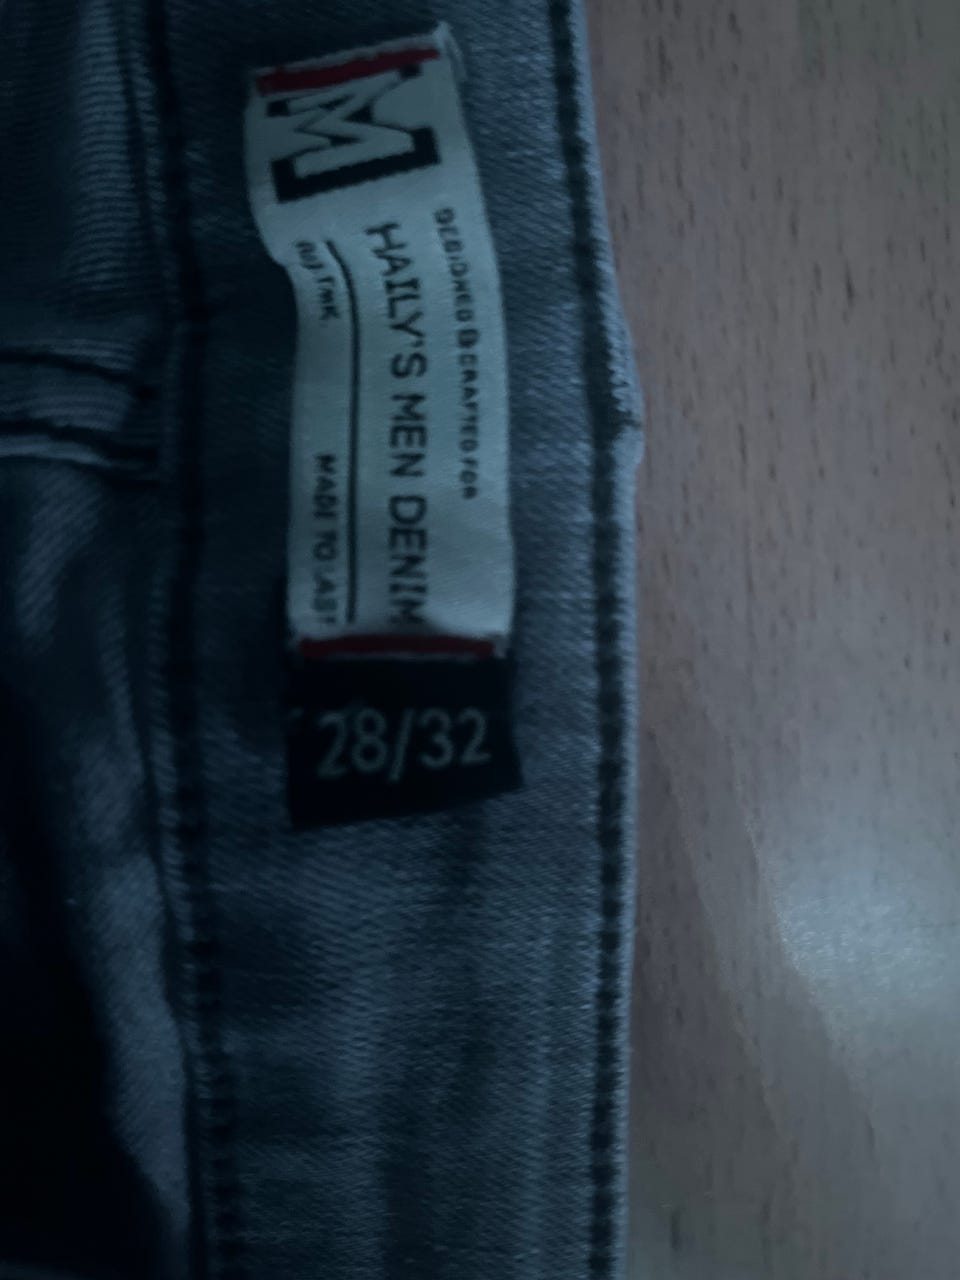 M
DESIGNED & CRAFTED FOR
HAILY'S MEN DENIM
MADE TO LAST
28/32